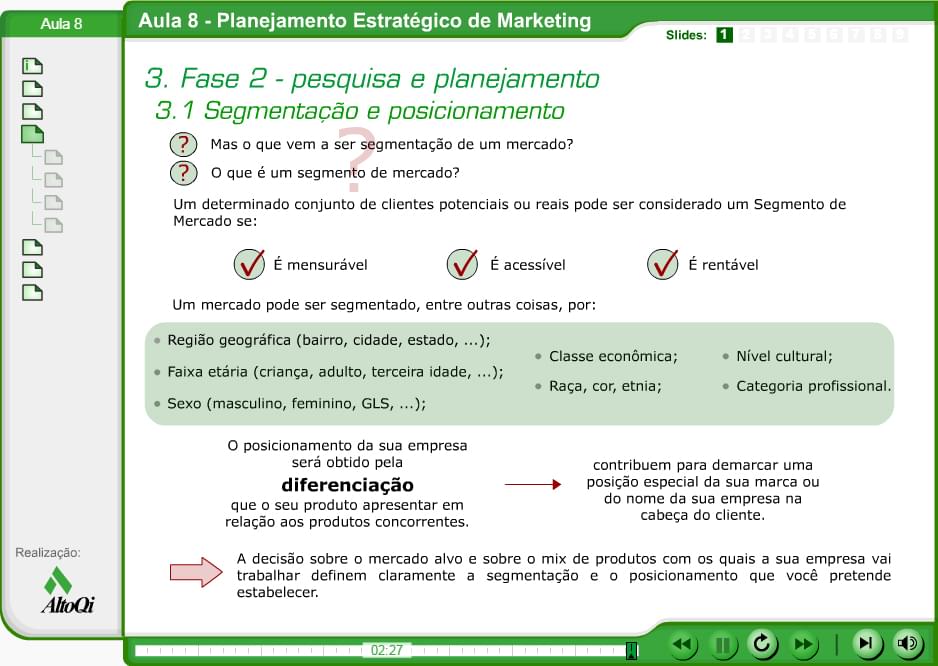 Aula 8
Aula 8 - Planejamento Estratégico de Marketing
Slides: 1 2 3 4 5 6 7 8 9
3. Fase 2 - pesquisa e planejamento
3.1 Segmentação e posicionamento
?
? Mas o que vem a ser segmentação de um mercado?
? O que é um segmento de mercado?
Um determinado conjunto de clientes potenciais ou reais pode ser considerado um Segmento de
Mercado se:
É mensurável
É acessível
É rentável
Um mercado pode ser segmentado, entre outras coisas, por:
• Região geográfica (bairro, cidade, estado, ...);
• Faixa etária (criança, adulto, terceira idade, ...);
• Sexo (masculino, feminino, GLS, ...);
• Classe econômica;
• Raça, cor, etnia;
• Nível cultural;
• Categoria profissional.
O posicionamento da sua empresa
será obtido pela
diferenciação
que o seu produto apresentar em
relação aos produtos concorrentes.
contribuem para demarcar uma
posição especial da sua marca ou
do nome da sua empresa na
cabeça do cliente.
A decisão sobre o mercado alvo e sobre o mix de produtos com os quais a sua empresa vai
trabalhar definem claramente a segmentação e o posicionamento que você pretende
estabelecer.
Realização:
AltoQi
02:27